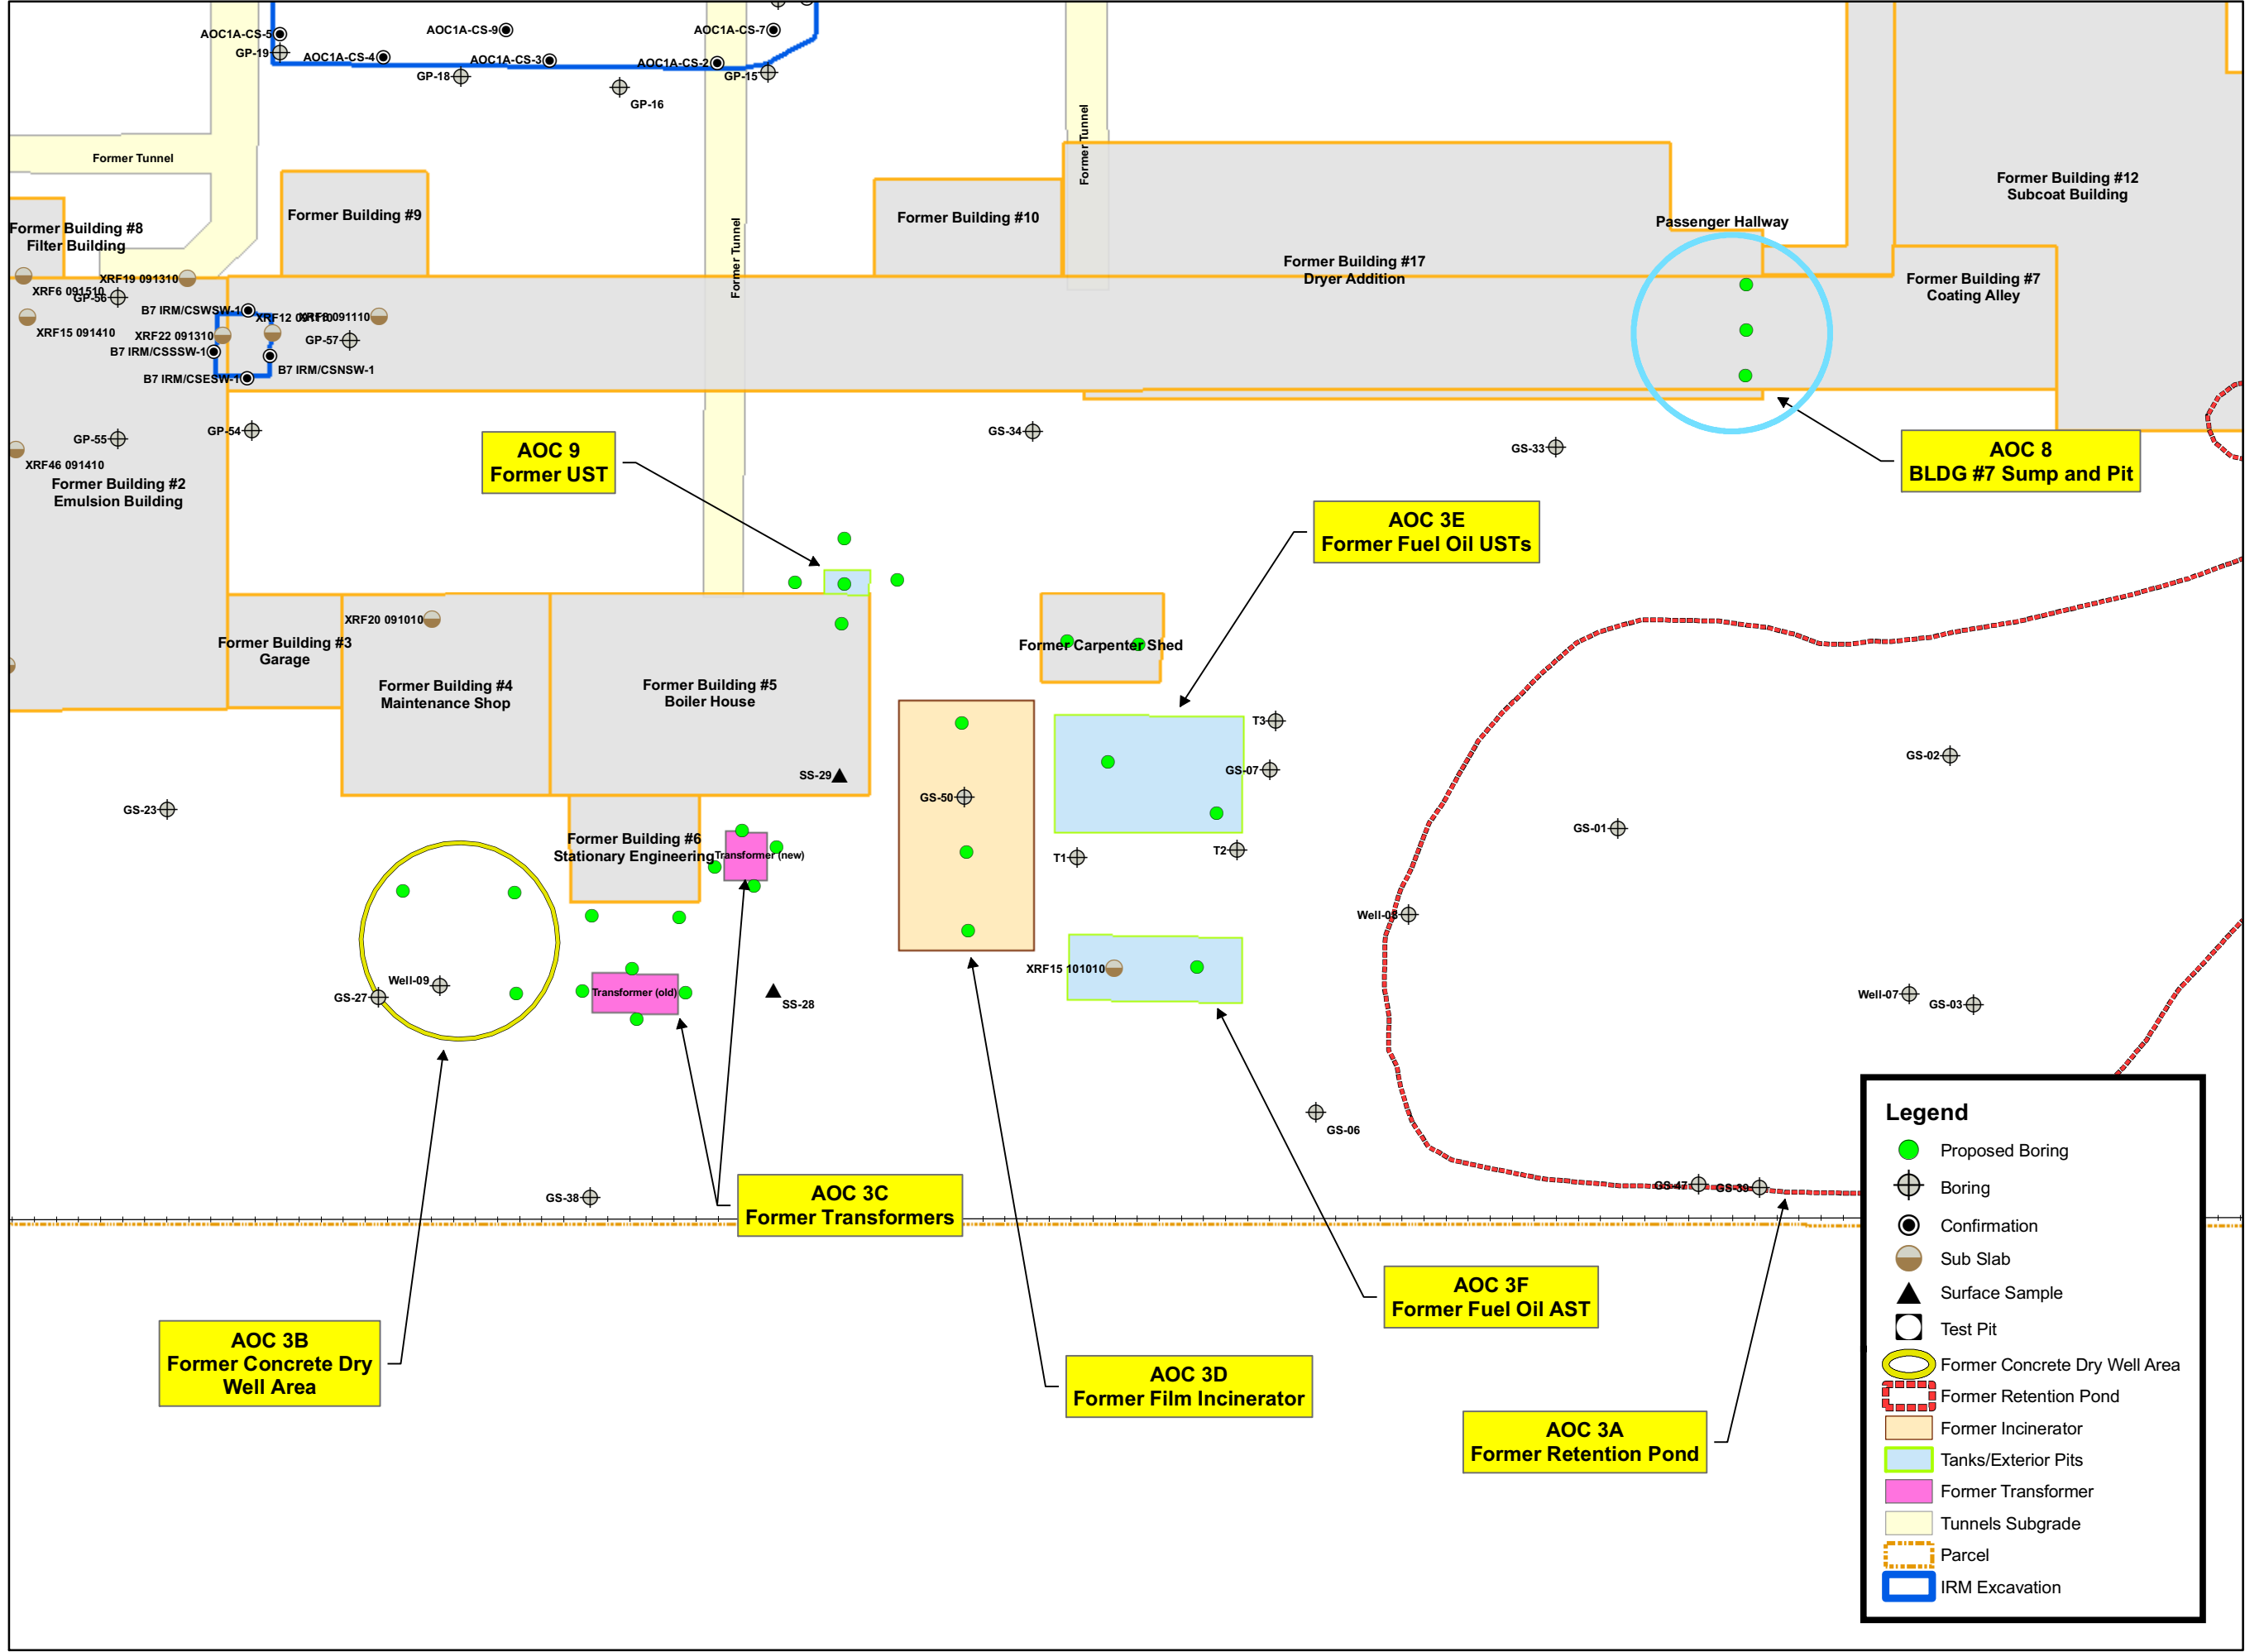 AOC1A-CS-5
AOC1A-CS-9
AOC1A-CS-7
GP-19
AOC1A-CS-4
AOC1A-CS-3
AOC1A-CS-2
GP-18
GP-15
GP-16
Former Tunnel
Former Tunnel
Former Tunnel
Former Building #12
Subcoat Building
Former Building #9
Former Building #10
Passenger Hallway
Former Building #8
Filter Building
Former Building #17
Dryer Addition
Former Building #7
Coating Alley
XRF19 091310
XRF6 091510
GP-56
B7 IRM/CSWSW-1
XRF12 091110
XRF15 091410
XRF22 091310
GP-57
B7 IRM/CSSSW-1
B7 IRM/CSNSW-1
B7 IRM/CSESW-1
GP-55
GP-54
GS-34
GS-33
XRF46 091410
Former Building #2
Emulsion Building
AOC 9
Former UST
AOC 8
BLDG #7 Sump and Pit
AOC 3E
Former Fuel Oil USTs
XRF20 091010
Former Building #3
Garage
Former Carpenter Shed
Former Building #4
Maintenance Shop
Former Building #5
Boiler House
T3
GS-07
GS-02
SS-29
GS-50
GS-23
GS-01
Former Building #6
Stationary Engineering
Transformer (new)
T1
T2
Well-08
Well-09
GS-27
Transformer (old)
SS-28
XRF15 101010
Well-07
GS-03
GS-06
GS-38
GS-47
GS-39
AOC 3C
Former Transformers
AOC 3F
Former Fuel Oil AST
AOC 3B
Former Concrete Dry
Well Area
AOC 3D
Former Film Incinerator
AOC 3A
Former Retention Pond
Legend
Proposed Boring
Boring
Confirmation
Sub Slab
Surface Sample
Test Pit
Former Concrete Dry Well Area
Former Retention Pond
Former Incinerator
Tanks/Exterior Pits
Former Transformer
Tunnels Subgrade
Parcel
IRM Excavation